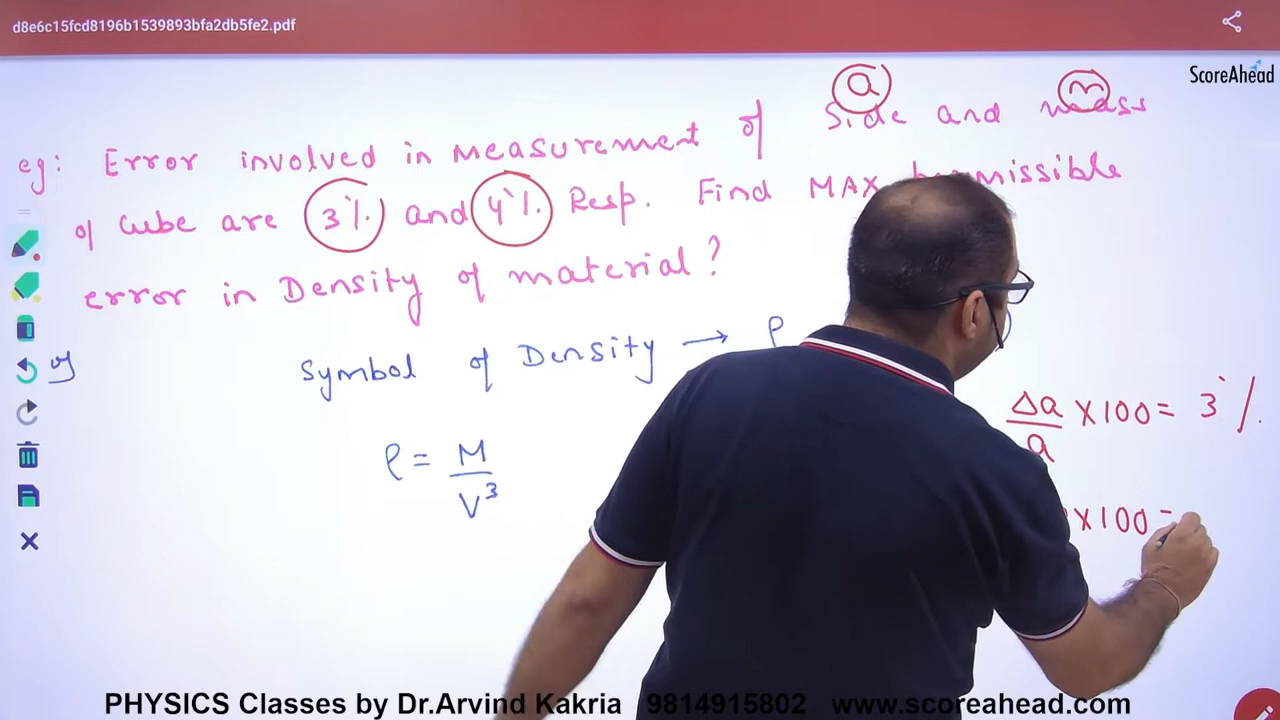 d8e6c15fcd8196b1539893bfa2db5fe2.pdf
ScoreAhead
a m
eg: Error involved in Measurement of Side and mass
of Cube are 3% and 4% Resp. Find MAX permissible
error in Density of material?
Symbol of Density → ρ
Δa/a ×100 = 3%
ρ = M/V³
×100 =
PHYSICS Classes by Dr.Arvind Kakria 9814915802 www.scoreahead.com